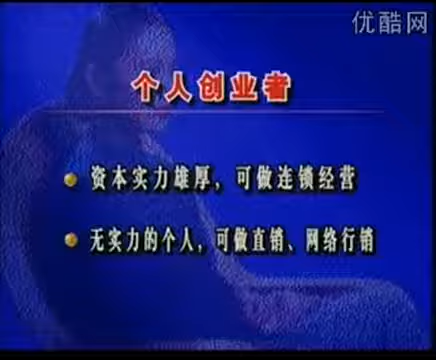 优酷网
个人创业者
资本实力雄厚，可做连锁经营
无实力的个人，可做直销、网络行销